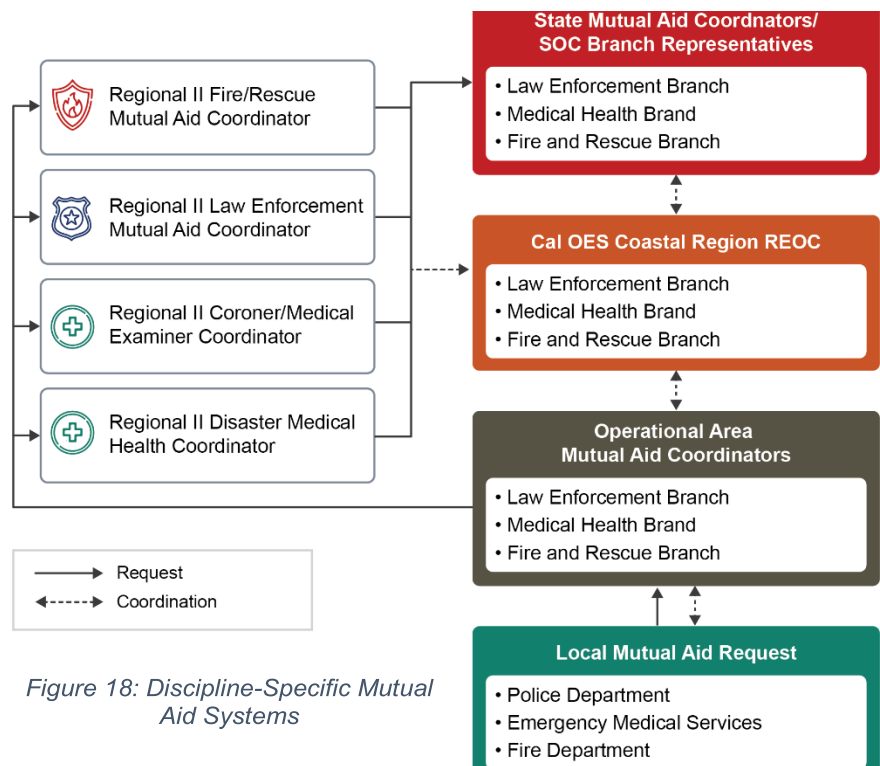 State Mutual Aid Coordnators/
SOC Branch Representatives
• Law Enforcement Branch
• Medical Health Brand
• Fire and Rescue Branch
Regional II Fire/Rescue
Mutual Aid Coordinator
Regional II Law Enforcement
Mutual Aid Coordinator
Regional II Coroner/Medical
Examiner Coordinator
Regional II Disaster Medical
Health Coordinator
Cal OES Coastal Region REOC
• Law Enforcement Branch
• Medical Health Brand
• Fire and Rescue Branch
Operational Area
Mutual Aid Coordinators
• Law Enforcement Branch
• Medical Health Brand
• Fire and Rescue Branch
Request
Coordination
Local Mutual Aid Request
• Police Department
• Emergency Medical Services
• Fire Department
Figure 18: Discipline-Specific Mutual
Aid Systems